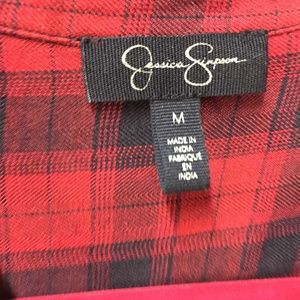 Jessica Simpson
M
MADE IN
INDIA
FABRIQUÉ
EN
INDIA